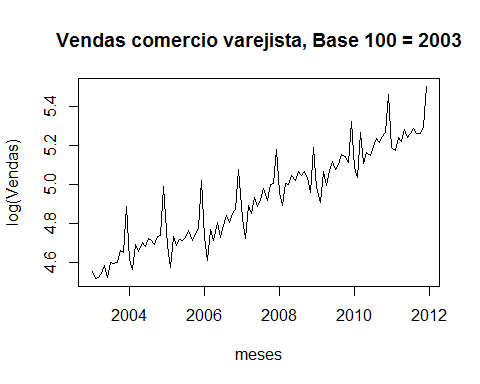 Vendas comercio varejista, Base 100 = 2003
log(Vendas)
5.4
5.2
5.0
4.8
4.6
2004 2006 2008 2010 2012
meses